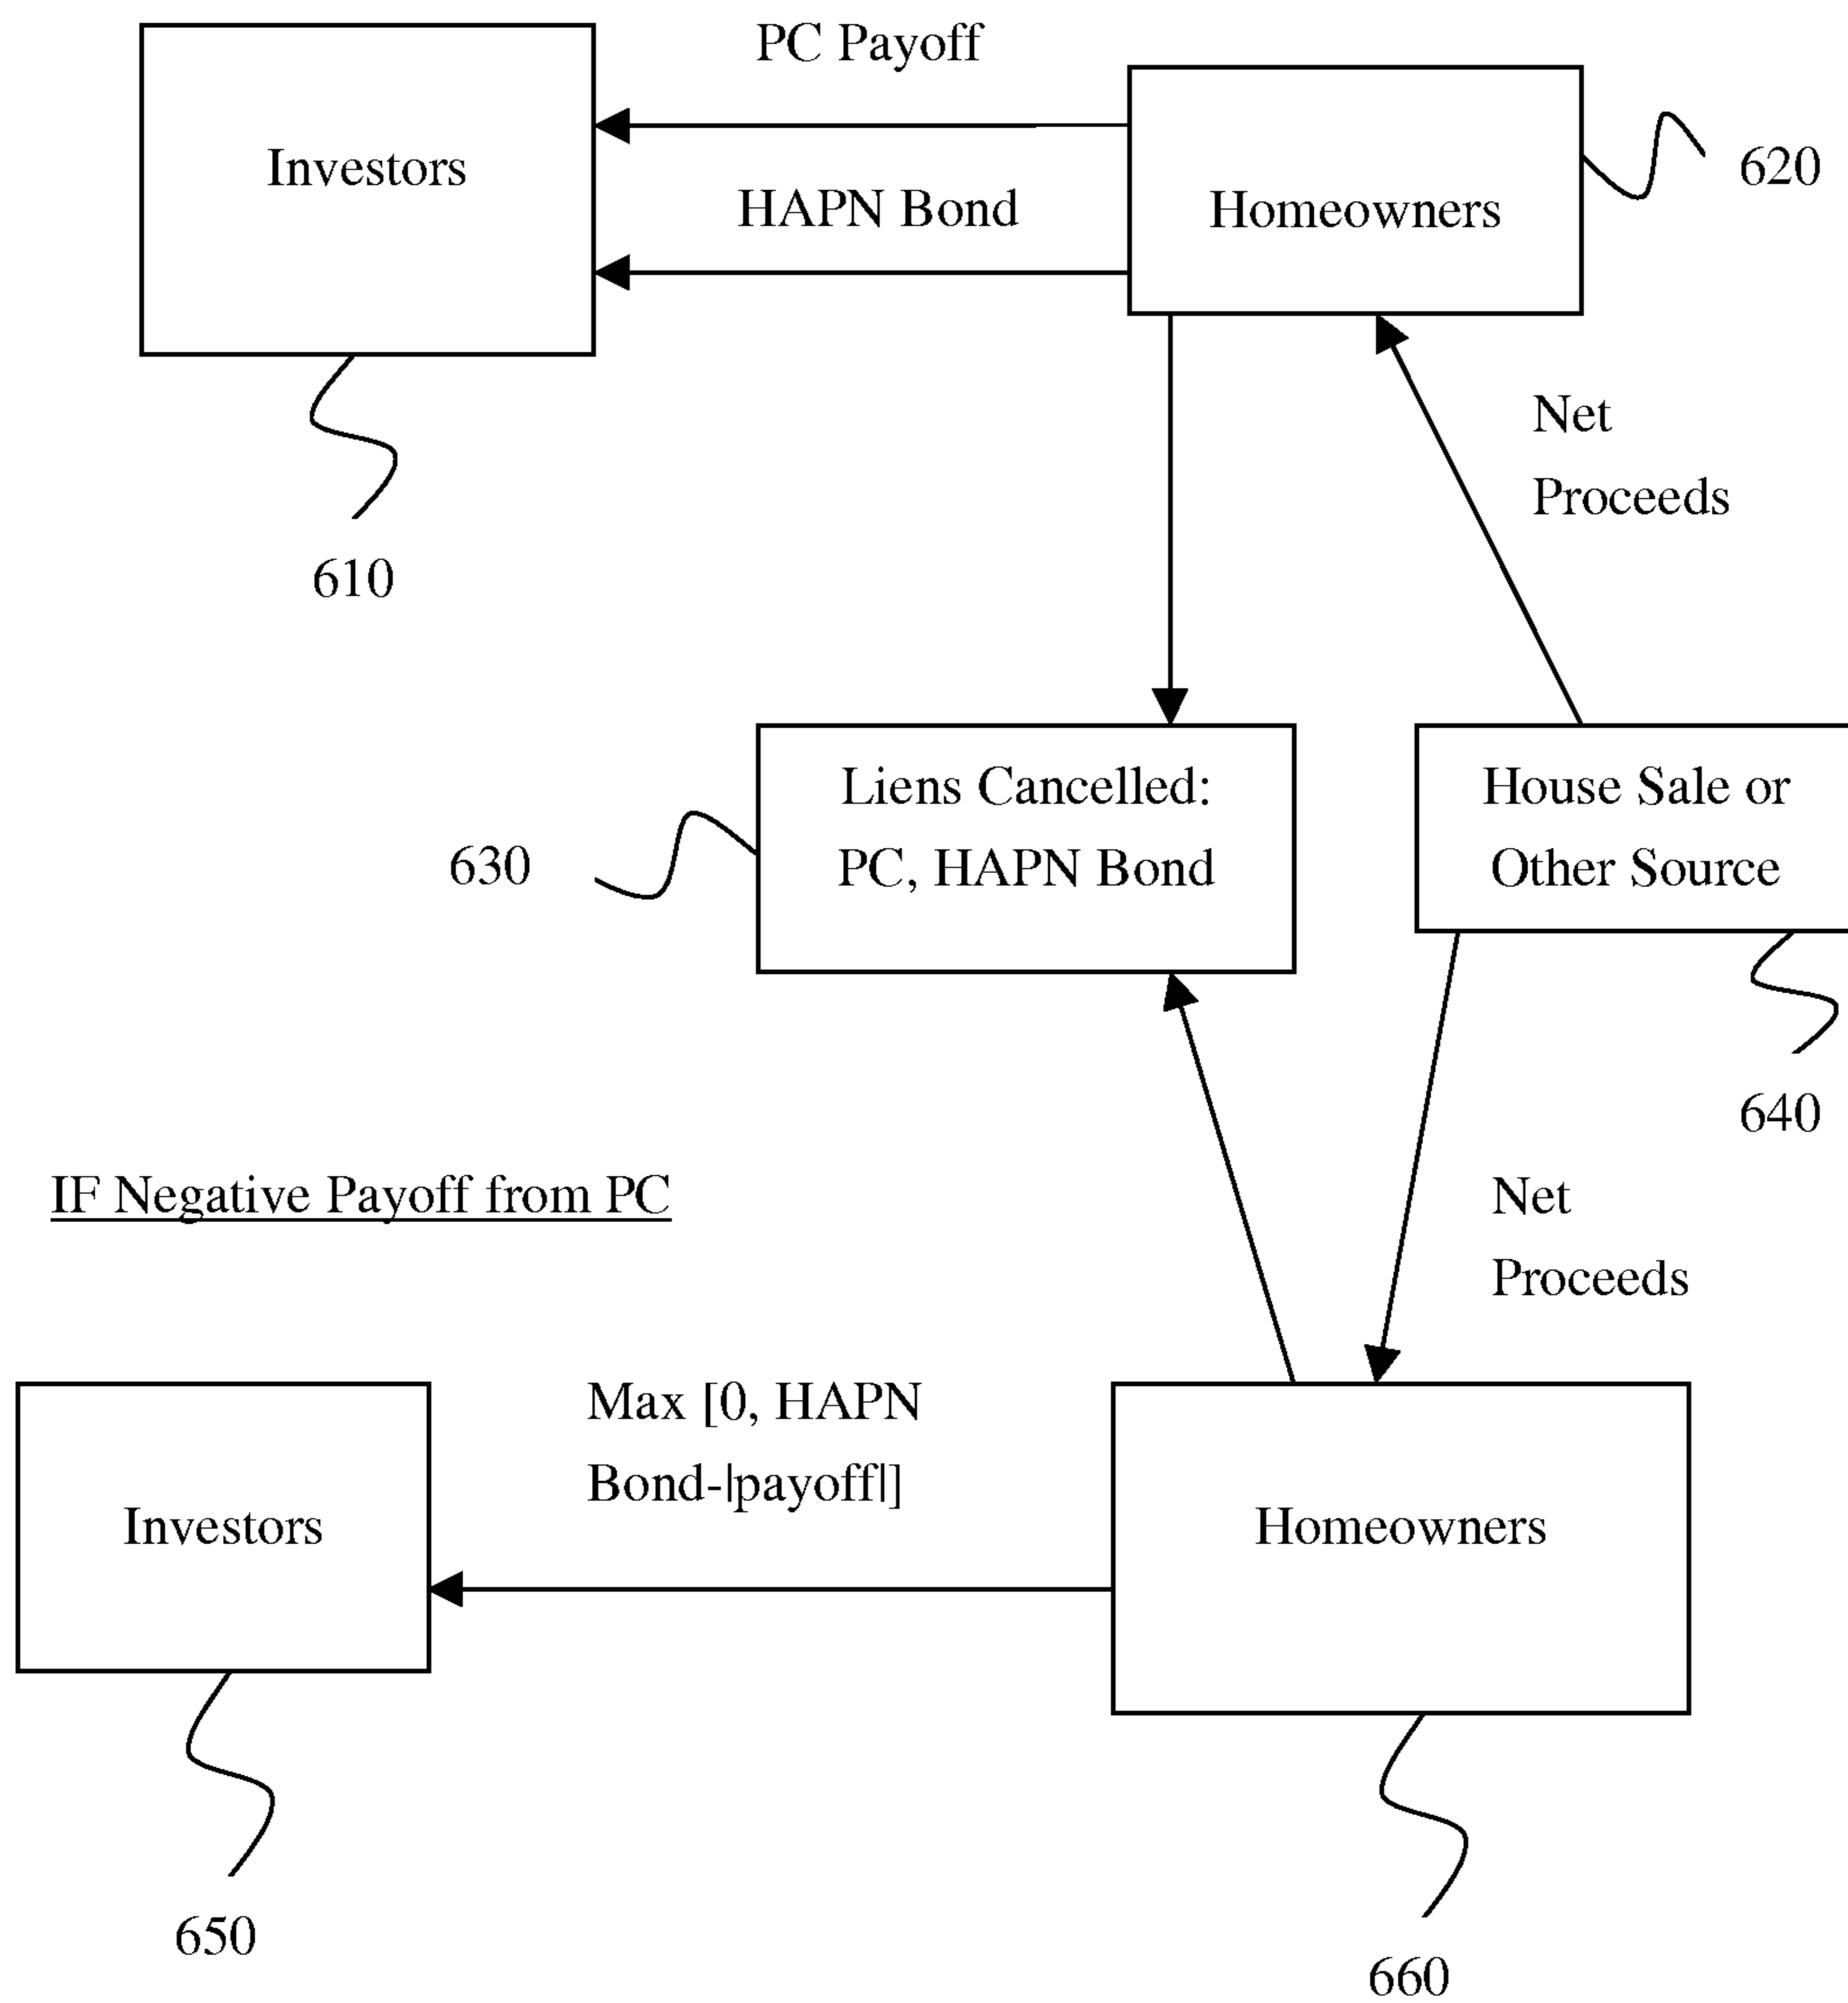 PC Payoff
Investors
HAPN Bond
Homeowners
620
Net
Proceeds
610
Liens Cancelled:
PC, HAPN Bond
630
House Sale or
Other Source
640
IF Negative Payoff from PC
Net
Proceeds
Max [0, HAPN
Bond-|payoff|]
Investors
Homeowners
650
660